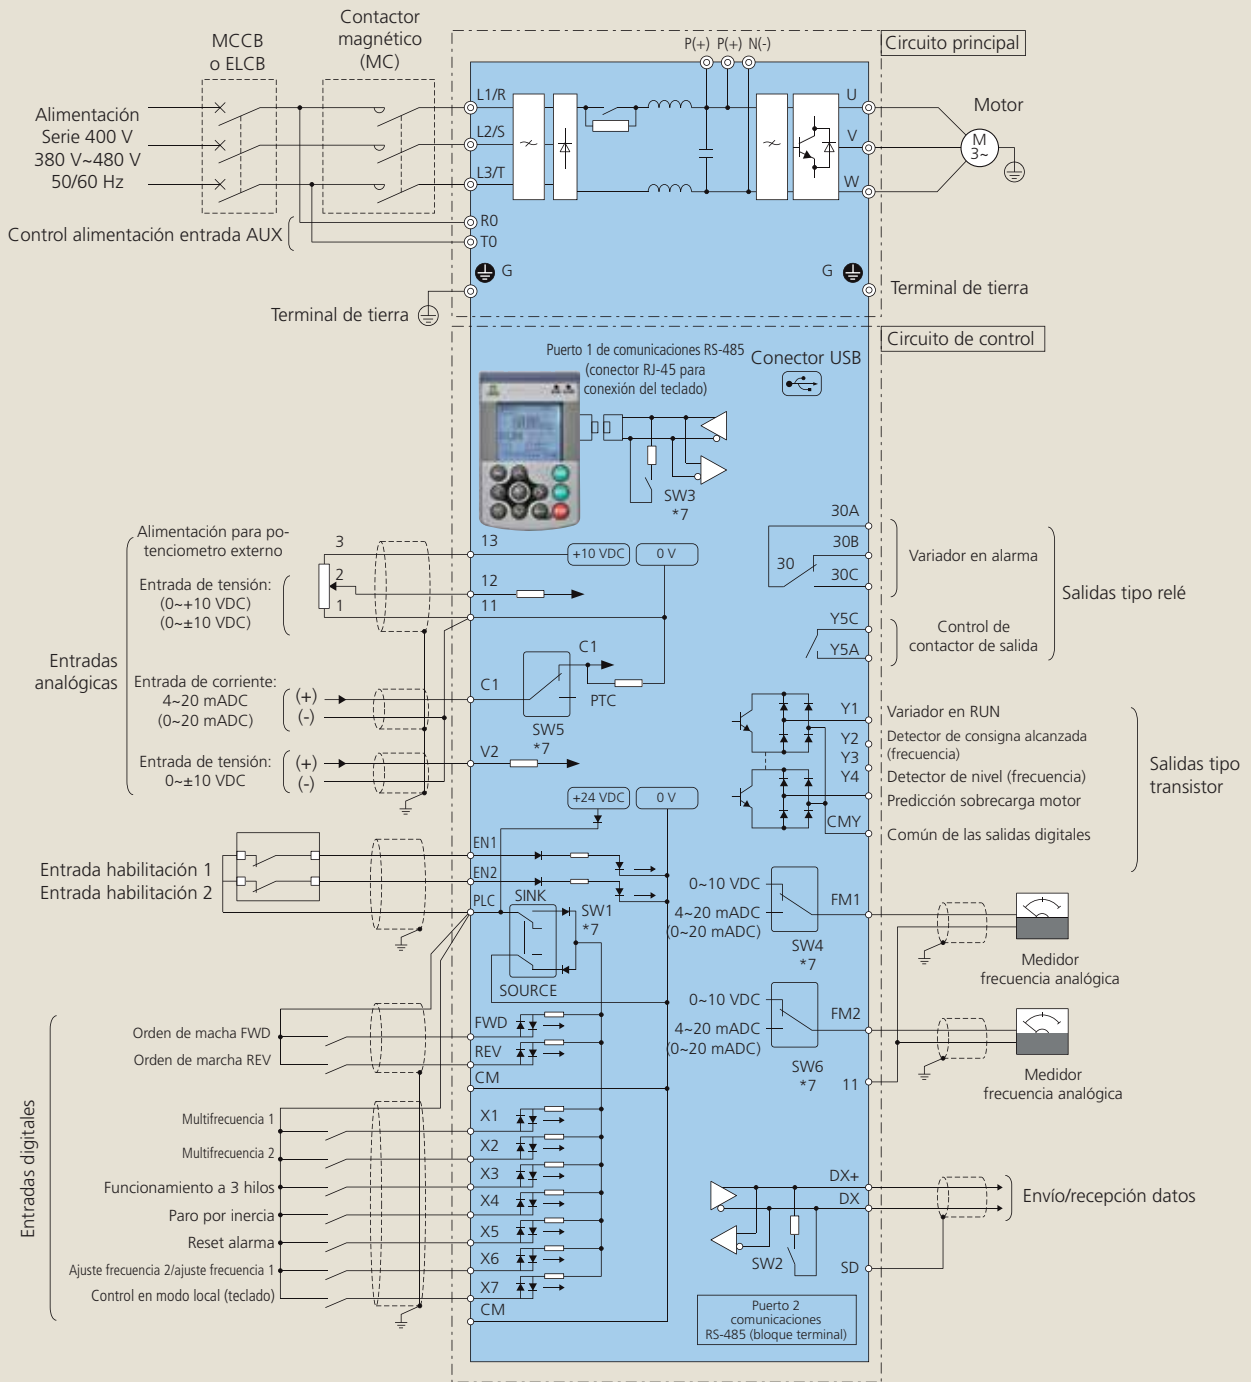 MCCB
o ELCB
Contactor
magnético
(MC)
P(+) P(+) N(-)
Circuito principal
Alimentación
Serie 400 V
380 V~480 V
50/60 Hz
L1/R
L2/S
L3/T
U
V
W
Motor
M
3~
Control alimentación entrada AUX
R0
T0
G
G
Terminal de tierra
Terminal de tierra
Circuito de control
Puerto 1 de comunicaciones RS-485
(conector RJ-45 para
conexión del teclado)
Conector USB
SW3
*7
Alimentación para po-
tenciometro externo
3
2
1
13
12
11
+10 VDC
0 V
Entrada de tensión:
(0~+10 VDC)
(0~±10 VDC)
Entradas
analógicas
Entrada de corriente:
4~20 mADC
(0~20 mADC)
(+)
(-)
C1
C1
PTC
SW5
*7
Entrada de tensión:
0~±10 VDC
(+)
(-)
V2
30A
30B
30
30C
Variador en alarma
Salidas tipo relé
Y5C
Y5A
Control de
contactor de salida
Y1
Y2
Y3
Y4
CMY
Variador en RUN
Detector de consigna alcanzada
(frecuencia)
Detector de nivel (frecuencia)
Predicción sobrecarga motor
Común de las salidas digitales
Salidas tipo
transistor
+24 VDC
0 V
Entrada habilitación 1
Entrada habilitación 2
EN1
EN2
PLC
SINK
SW1
*7
SOURCE
0~10 VDC
4~20 mADC
(0~20 mADC)
FM1
SW4
*7
Medidor
frecuencia analógica
0~10 VDC
4~20 mADC
(0~20 mADC)
FM2
SW6
*7
11
Medidor
frecuencia analógica
Entradas digitales
Orden de macha FWD
Orden de marcha REV
FWD
REV
CM
Multifrecuencia 1
Multifrecuencia 2
Funcionamiento a 3 hilos
Paro por inercia
Reset alarma
Ajuste frecuencia 2/ajuste frecuencia 1
Control en modo local (teclado)
X1
X2
X3
X4
X5
X6
X7
CM
DX+
DX
SW2
SD
Envío/recepción datos
Puerto 2
comunicaciones
RS-485 (bloque terminal)